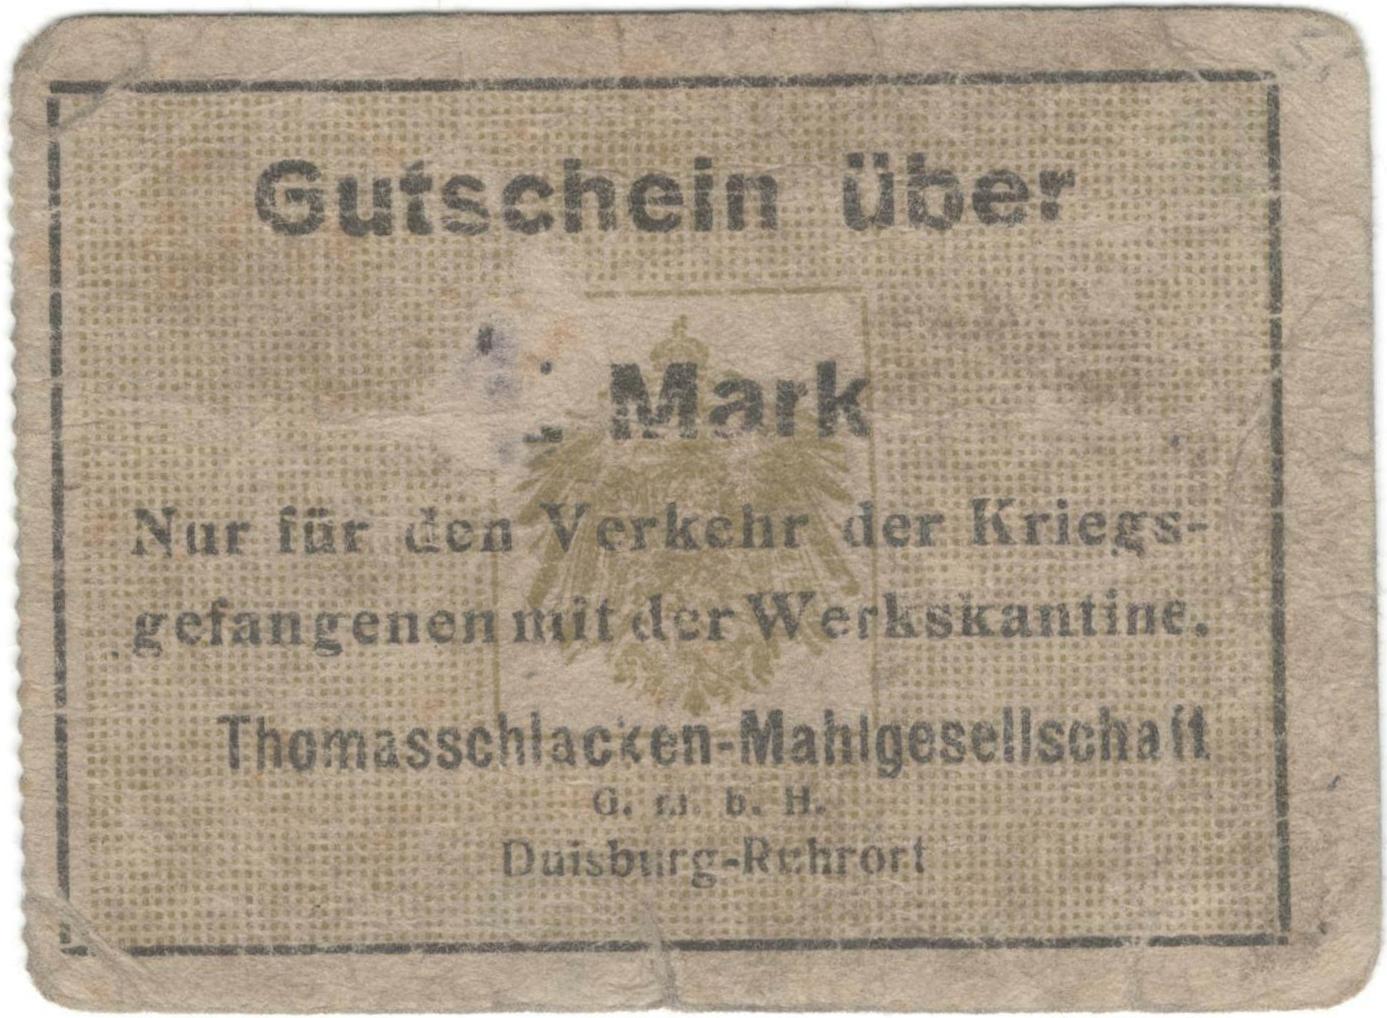 Gutschein über
Mark
Nur für den Verkehr der Kriegs-
gefangenen mit der Werkskantine.
Thomasschlacken-Mahlgesellschaft
G. m. b. H.
Duisburg-Ruhrort